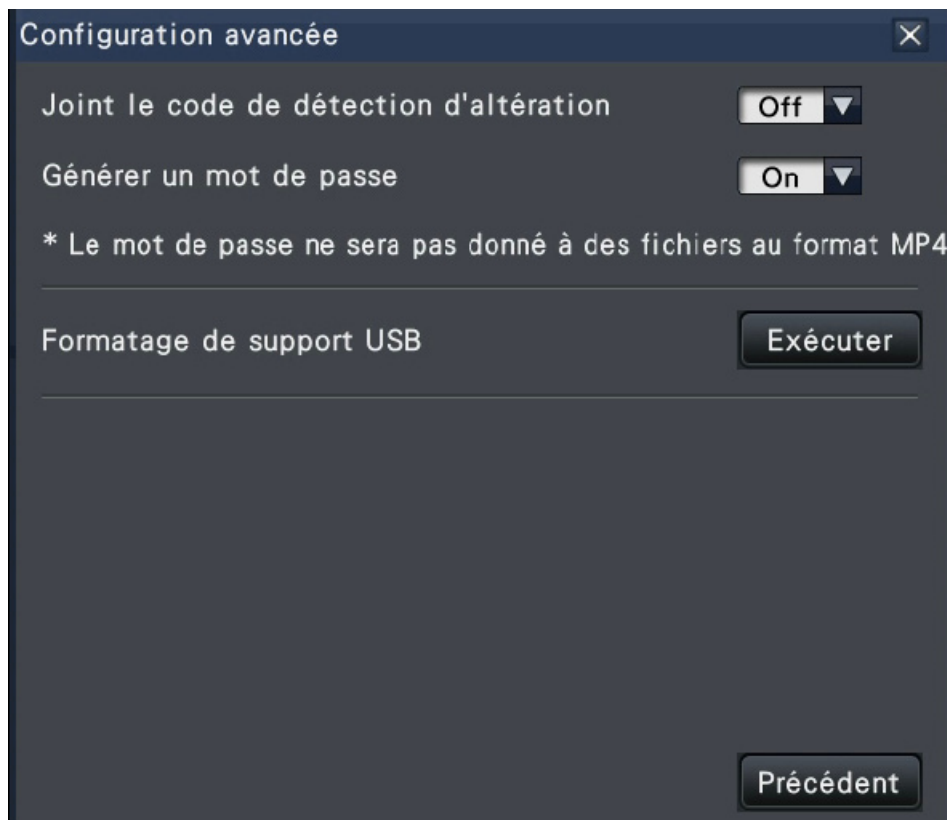 Configuration avancée
Joint le code de détection d'altération Off
Générer un mot de passe On
* Le mot de passe ne sera pas donné à des fichiers au format MP4
Formatage de support USB Exécuter
Précédent